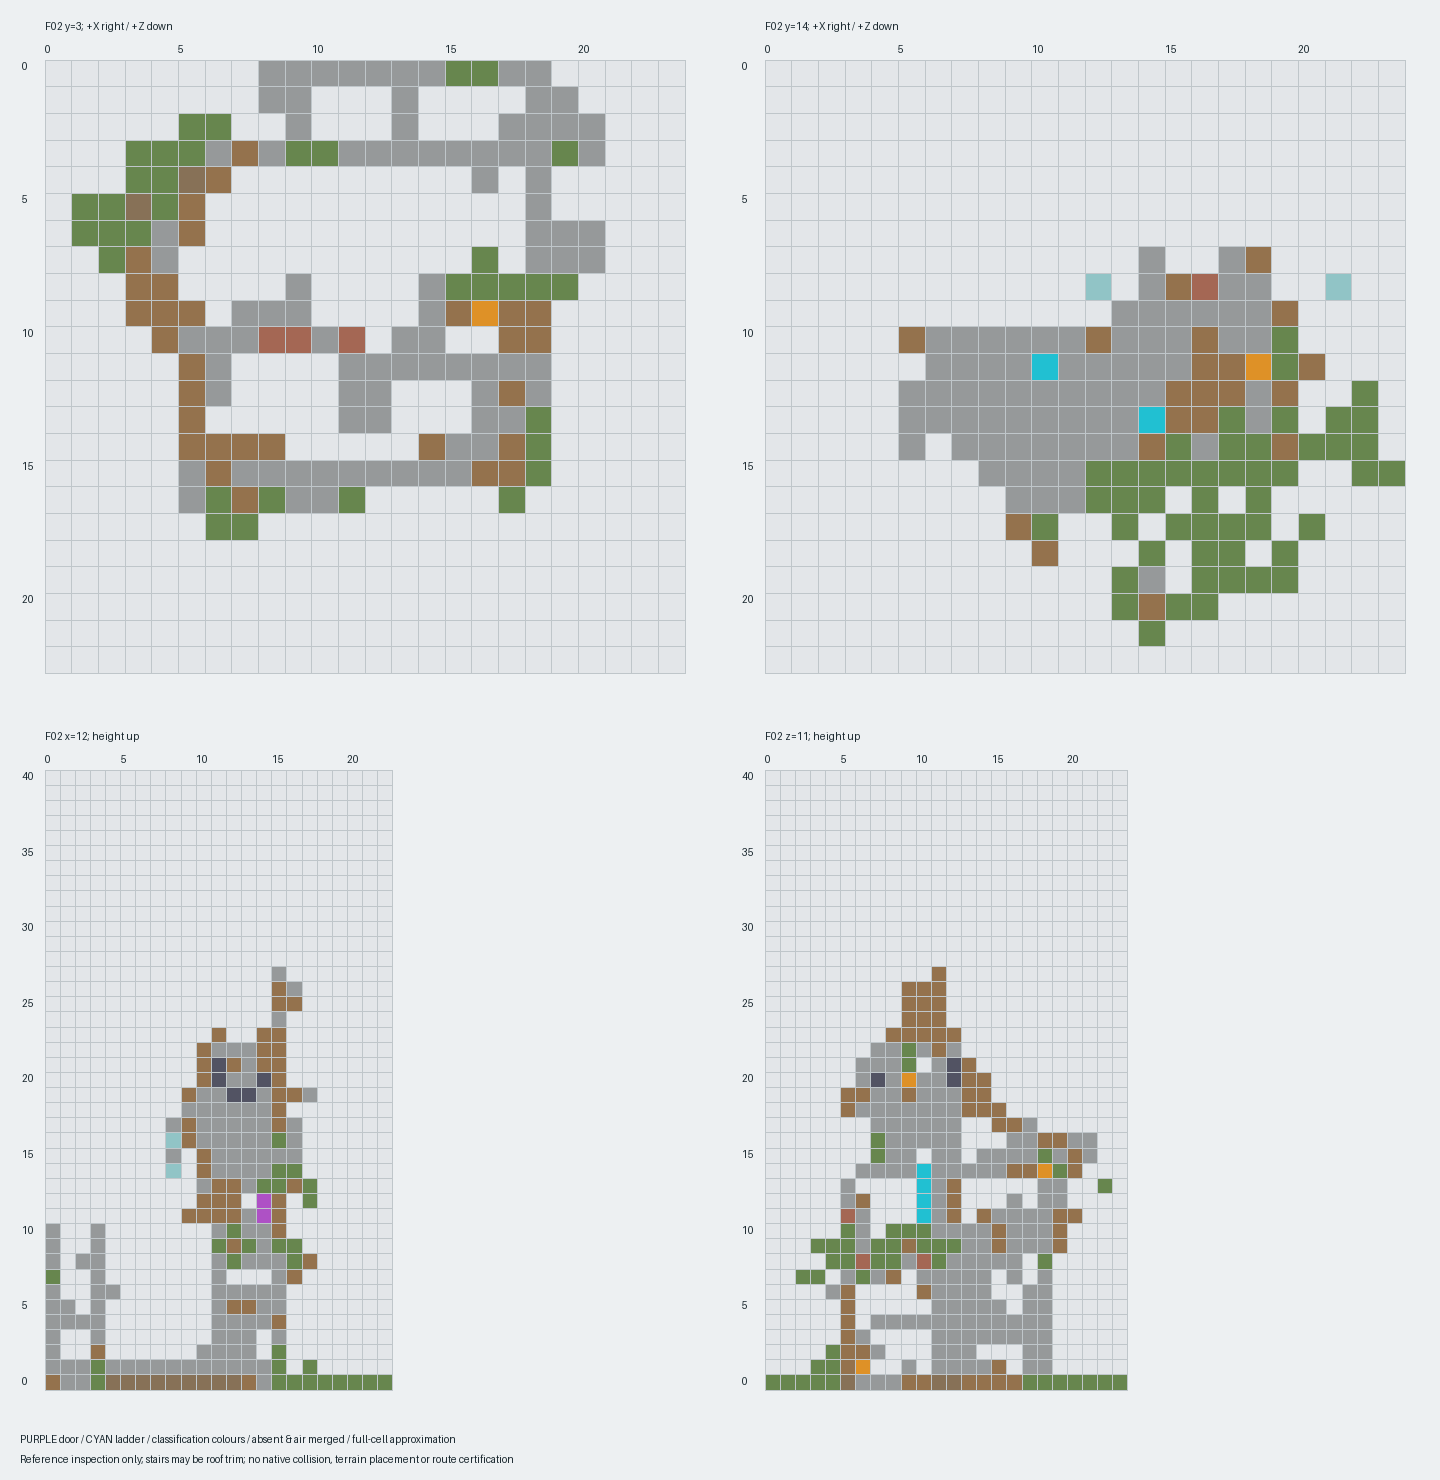 F02 y=3; +X right / +Z down
F02 y=14; +X right / +Z down
0 5 10 15 20
0 5 10 15 20
0
5
10
15
20
0
5
10
15
20
F02 x=12; height up
F02 z=11; height up
0 5 10 15 20
0 5 10 15 20
40
35
30
25
20
15
10
5
0
40
35
30
25
20
15
10
5
0
PURPLE door / CYAN ladder / classification colours / absent & air merged / full-cell approximation
Reference inspection only; stairs may be roof trim; no native collision, terrain placement or route certification